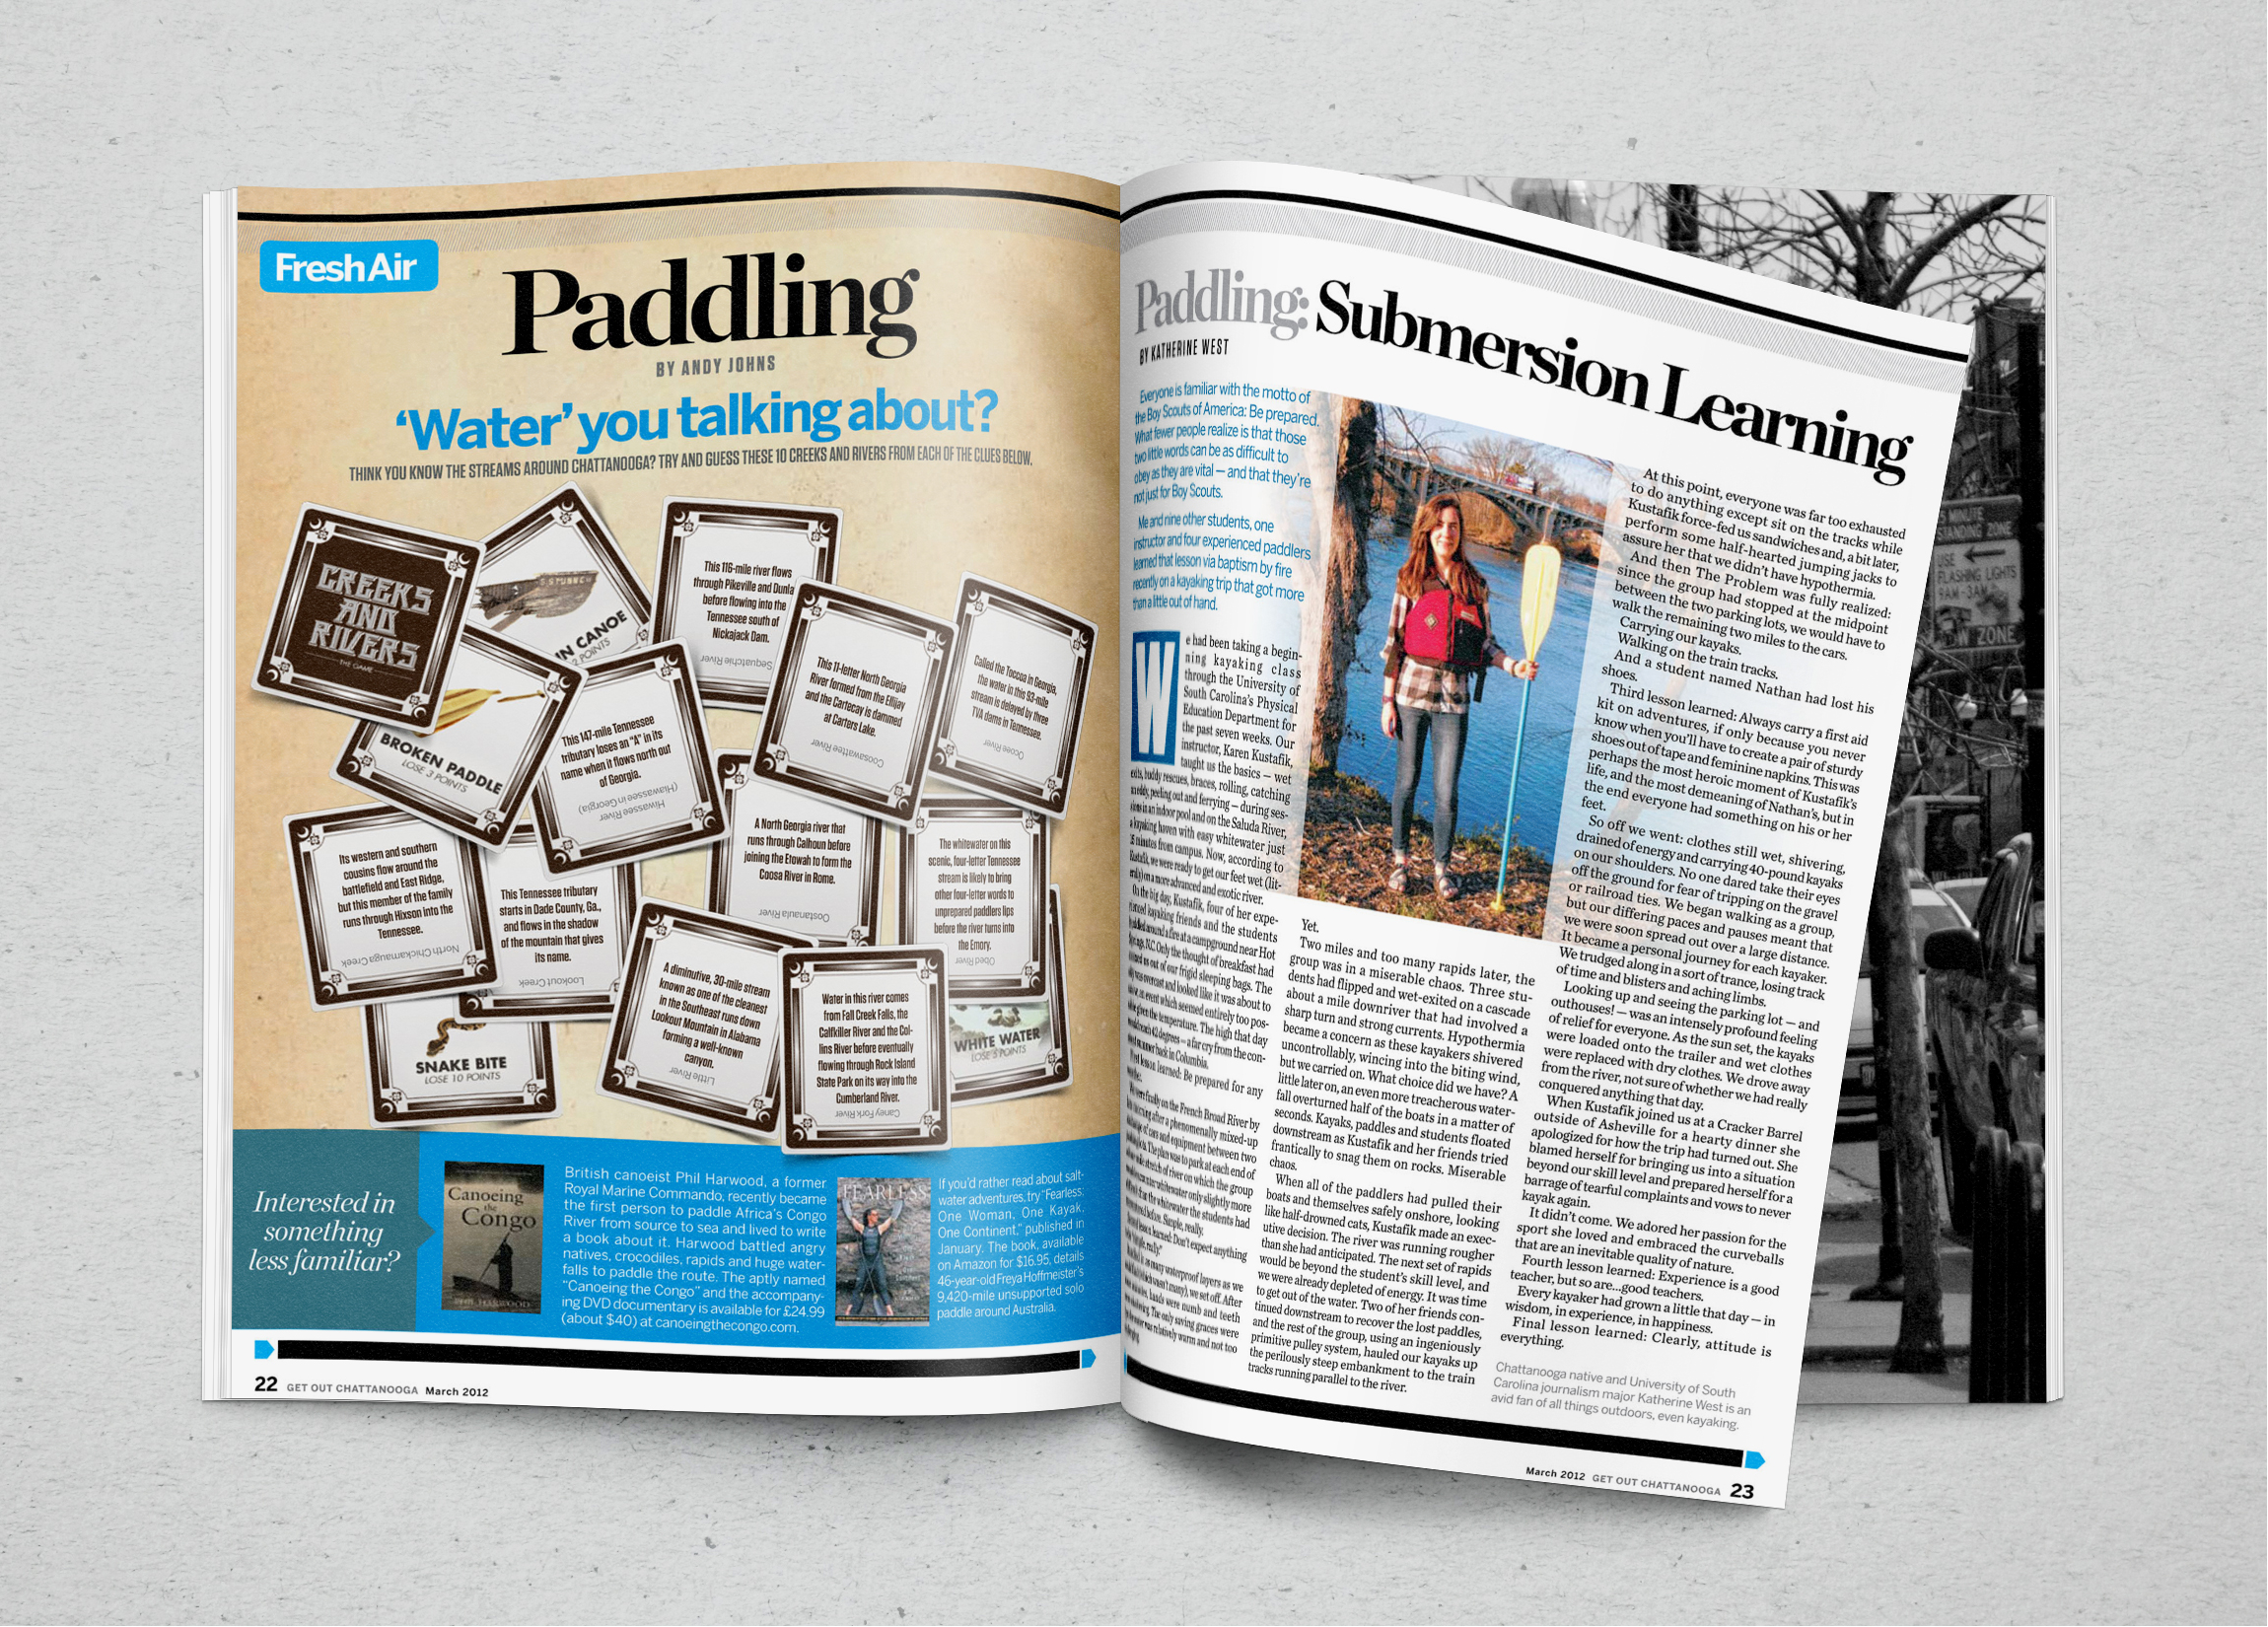 FreshAir
Paddling
BY ANDY JOHNS
‘Water’ you talking about?
THINK YOU KNOW THE STREAMS AROUND CHATTANOOGA? TRY AND GUESS THESE 10 CREEKS AND RIVERS FROM EACH OF THE CLUES BELOW.
CREEKS
AND
RIVERS
THE GAME
IN CANOE
2 POINTS
This 116-mile river flows
through Pikeville and Dunla
before flowing into the
Tennessee south of
Nickajack Dam.
Sequatchie River
This 11-letter North Georgia
River formed from the Ellijay
and the Cartecay is dammed
at Carters Lake.
Coosawattee River
Called the Toccoa in Georgia,
the water in this 93-mile
stream is delayed by three
TVA dams in Tennessee.
Ocoee River
BROKEN PADDLE
LOSE 3 POINTS
This 147-mile Tennessee
tributary loses an “A” in its
name when it flows north out
of Georgia.
Hiwassee River
(Hiawassee in Georgia)
Its western and southern
cousins flow around the
battlefield and East Ridge,
but this member of the family
runs through Hixson into the
Tennessee.
North Chickamauga Creek
This Tennessee tributary
starts in Dade County, Ga.,
and flows in the shadow
of the mountain that gives
its name.
Lookout Creek
A North Georgia river that
runs through Calhoun before
joining the Etowah to form the
Coosa River in Rome.
Oostanaula River
The whitewater on this
scenic, four-letter Tennessee
stream is likely to bring
other four-letter words to
unprepared paddlers lips
before the river turns into
the Emory.
Obed River
SNAKE BITE
LOSE 10 POINTS
A diminutive, 30-mile stream
known as one of the cleanest
in the Southeast runs down
Lookout Mountain in Alabama
forming a well-known
canyon.
Little River
Water in this river comes
from Fall Creek Falls, the
Calfkiller River and the Col-
lins River before eventually
flowing through Rock Island
State Park on its way into the
Cumberland River.
Caney Fork River
WHITE WATER
LOSE 5 POINTS
Interested in
something
less familiar?
Canoeing
the
Congo
PHIL HARWOOD
British canoeist Phil Harwood, a former
Royal Marine Commando, recently became
the first person to paddle Africa’s Congo
River from source to sea and lived to write
a book about it. Harwood battled angry
natives, crocodiles, rapids and huge water-
falls to paddle the route. The aptly named
“Canoeing the Congo” and the accompany-
ing DVD documentary is available for £24.99
(about $40) at canoeingthecongo.com.
FEARLESS
If you’d rather read about salt-
water adventures, try “Fearless:
One Woman, One Kayak,
One Continent,” published in
January. The book, available
on Amazon for $16.95, details
46-year-old Freya Hoffmeister’s
9,420-mile unsupported solo
paddle around Australia.
22 GET OUT CHATTANOOGA March 2012
Paddling: Submersion Learning
BY KATHERINE WEST
Everyone is familiar with the motto of
the Boy Scouts of America: Be prepared.
What fewer people realize is that those
two little words can be as difficult to
obey as they are vital — and that they’re
not just for Boy Scouts.
Me and nine other students, one
instructor and four experienced paddlers
learned that lesson via baptism by fire
recently on a kayaking trip that got more
than a little out of hand.
We had been taking a begin-
ning kayaking class
through the University of
South Carolina’s Physical
Education Department for
the past seven weeks. Our
instructor, Karen Kustafik,
taught us the basics — wet
exits, buddy rescues, braces, rolling, catching
an eddy, peeling out and ferrying — during ses-
sions in an indoor pool and on the Saluda River,
a kayaking haven with easy whitewater just
minutes from campus. Now, according to
Kustafik, we were ready to get our feet wet (lit-
erally) on a more advanced and exotic river.
On the big day, Kustafik, four of her expe-
rienced kayaking friends and the students
huddled around a fire at a campground near Hot
Springs, NC. Only the thought of breakfast had
us out of our frigid sleeping bags. The
was overcast and looked like it was about to
an event which seemed entirely too pos-
given the temperature. The high that day
42 degrees — a far cry from the con-
summer back in Columbia.
First lesson learned: Be prepared for any
finally on the French Broad River by
morning after a phenomenally mixed-up
of cars and equipment between two
The plan was to park at each end of
stretch of river on which the group
whitewater only slightly more
the whitewater the students had
before. Simple, really.
lesson learned: Don’t expect anything
“simple, really.”
many waterproof layers as we
we set off. After
hands were numb and teeth
The only saving graces were
water was relatively warm and not too
Yet.
Two miles and too many rapids later, the
group was in a miserable chaos. Three stu-
dents had flipped and wet-exited on a cascade
about a mile downriver that had involved a
sharp turn and strong currents. Hypothermia
became a concern as these kayakers shivered
uncontrollably, wincing into the biting wind,
but we carried on. What choice did we have? A
little later on, an even more treacherous water-
fall overturned half of the boats in a matter of
seconds. Kayaks, paddles and students floated
downstream as Kustafik and her friends tried
frantically to snag them on rocks. Miserable
chaos.
When all of the paddlers had pulled their
boats and themselves safely onshore, looking
like half-drowned cats, Kustafik made an exec-
utive decision. The river was running rougher
than she had anticipated. The next set of rapids
would be beyond the student’s skill level, and
we were already depleted of energy. It was time
to get out of the water. Two of her friends con-
tinued downstream to recover the lost paddles,
and the rest of the group, using an ingeniously
primitive pulley system, hauled our kayaks up
the perilously steep embankment to the train
tracks running parallel to the river.
At this point, everyone was far too exhausted
to do anything except sit on the tracks while
Kustafik force-fed us sandwiches and, a bit later,
perform some half-hearted jumping jacks to
assure her that we didn’t have hypothermia.
And then The Problem was fully realized:
since the group had stopped at the midpoint
between the two parking lots, we would have to
walk the remaining two miles to the cars.
Carrying our kayaks.
Walking on the train tracks.
And a student named Nathan had lost his
shoes.
Third lesson learned: Always carry a first aid
kit on adventures, if only because you never
know when you’ll have to create a pair of sturdy
shoes out of tape and feminine napkins. This was
perhaps the most heroic moment of Kustafik’s
life, and the most demeaning of Nathan’s, but in
the end everyone had something on his or her
feet.
So off we went: clothes still wet, shivering,
drained of energy and carrying 40-pound kayaks
on our shoulders. No one dared take their eyes
off the ground for fear of tripping on the gravel
or railroad ties. We began walking as a group,
but our differing paces and pauses meant that
we were soon spread out over a large distance.
It became a personal journey for each kayaker.
We trudged along in a sort of trance, losing track
of time and blisters and aching limbs.
Looking up and seeing the parking lot — and
outhouses! — was an intensely profound feeling
of relief for everyone. As the sun set, the kayaks
were loaded onto the trailer and wet clothes
were replaced with dry clothes. We drove away
from the river, not sure of whether we had really
conquered anything that day.
When Kustafik joined us at a Cracker Barrel
outside of Asheville for a hearty dinner she
apologized for how the trip had turned out. She
blamed herself for bringing us into a situation
beyond our skill level and prepared herself for a
barrage of tearful complaints and vows to never
kayak again.
It didn’t come. We adored her passion for the
sport she loved and embraced the curveballs
that are an inevitable quality of nature.
Fourth lesson learned: Experience is a good
teacher, but so are...good teachers.
Every kayaker had grown a little that day — in
wisdom, in experience, in happiness.
Final lesson learned: Clearly, attitude is
everything.
Chattanooga native and University of South
Carolina journalism major Katherine West is an
avid fan of all things outdoors, even kayaking.
March 2012 GET OUT CHATTANOOGA 23
MINUTE
STANDING ZONE
USE
FLASHING LIGHTS
9AM-3AM
ZONE